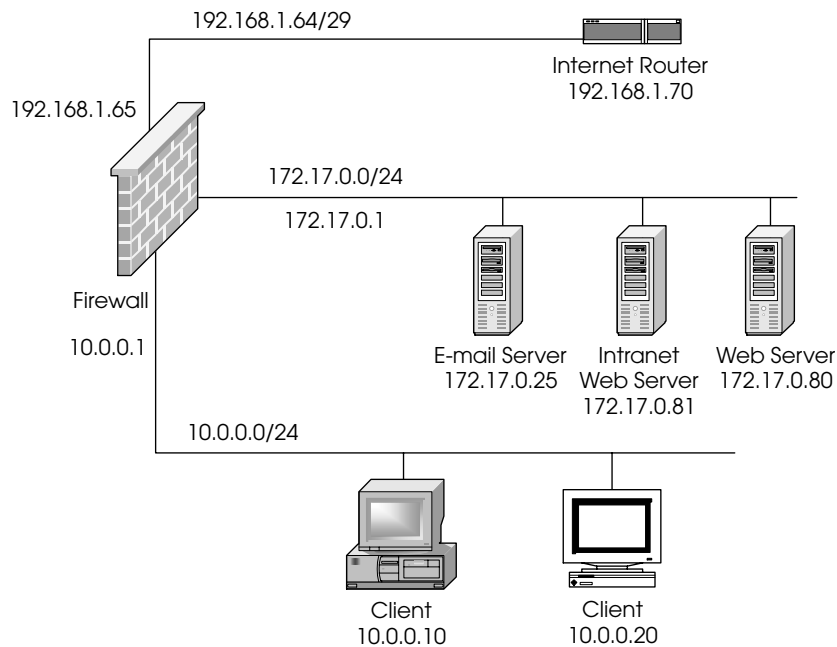 192.168.1.64/29
Internet Router
192.168.1.70
192.168.1.65
172.17.0.0/24
172.17.0.1
Firewall
10.0.0.1
E-mail Server
172.17.0.25
Intranet
Web Server
172.17.0.81
Web Server
172.17.0.80
10.0.0.0/24
Client
10.0.0.10
Client
10.0.0.20